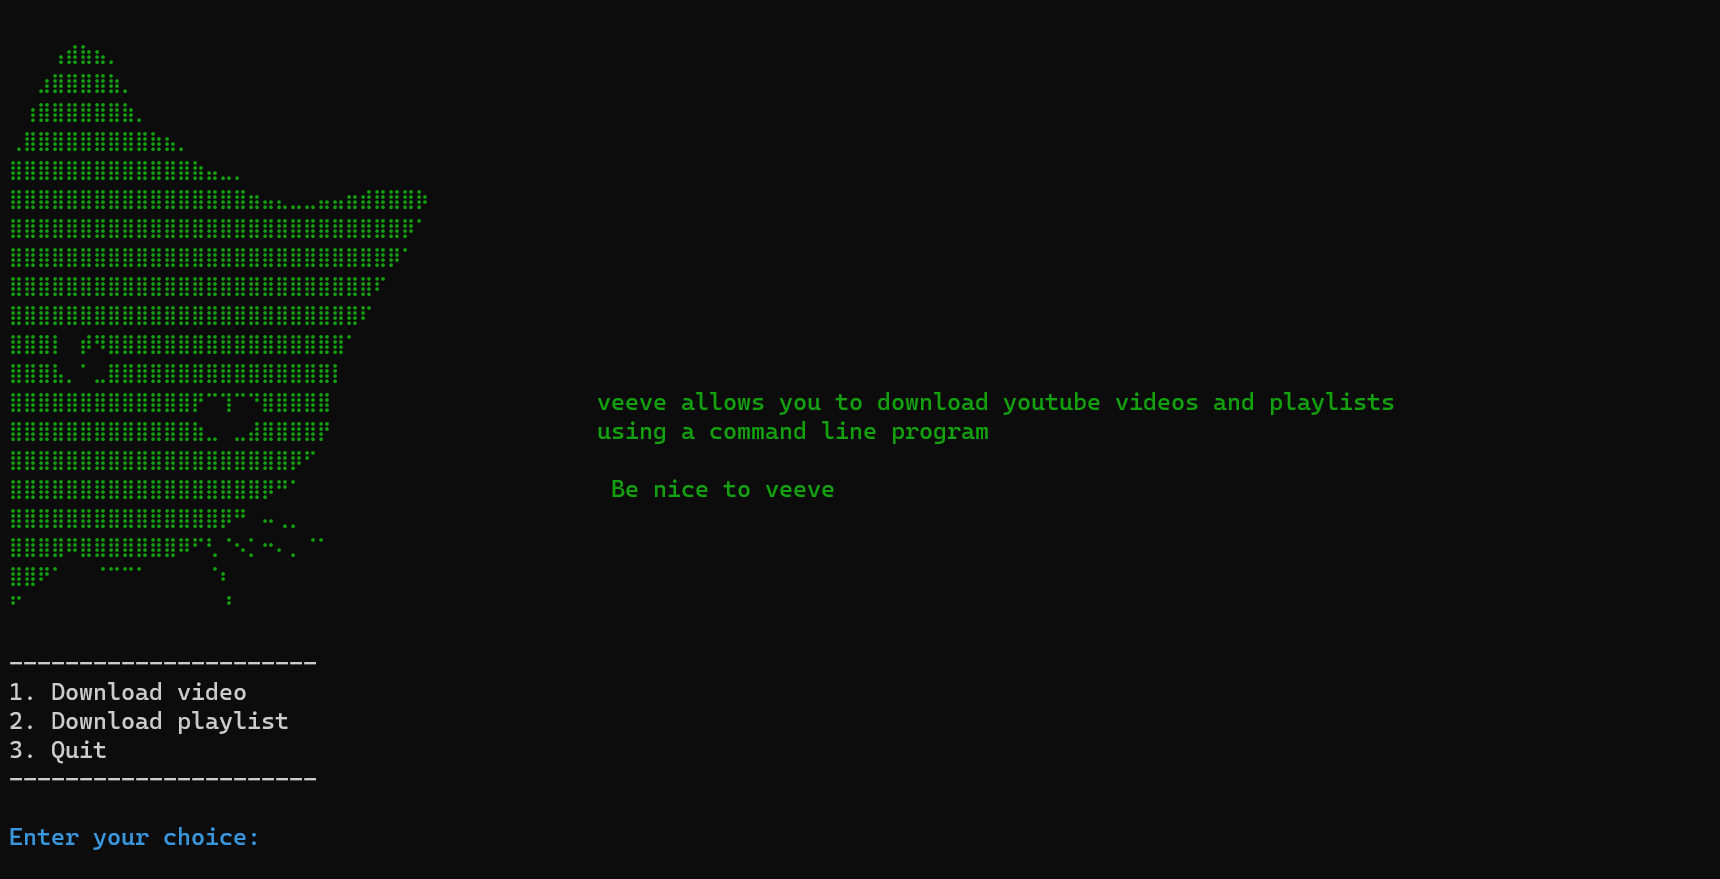 veeve allows you to download youtube videos and playlists
using a command line program
Be nice to veeve
---------------------- 
1. Download video
2. Download playlist
3. Quit
----------------------
Enter your choice: